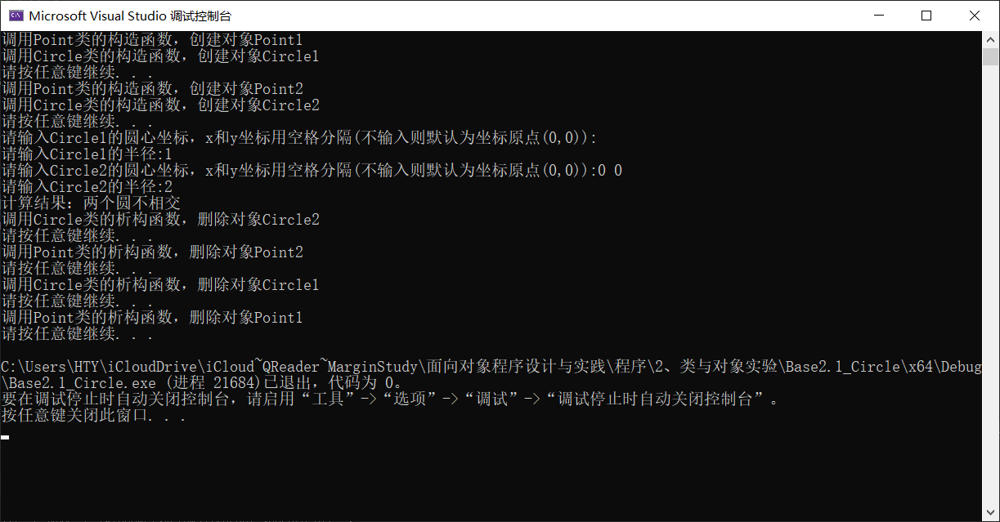 Microsoft Visual Studio 调试控制台
调用Point类的构造函数，创建对象Point1
调用Circle类的构造函数，创建对象Circle1
请按任意键继续. . .
调用Point类的构造函数，创建对象Point2
调用Circle类的构造函数，创建对象Circle2
请按任意键继续. . .
请输入Circle1的圆心坐标，x和y坐标用空格分隔(不输入则默认为坐标原点(0,0)):
请输入Circle1的半径:1
请输入Circle2的圆心坐标，x和y坐标用空格分隔(不输入则默认为坐标原点(0,0)):0 0
请输入Circle2的半径:2
计算结果：两个圆不相交
调用Circle类的析构函数，删除对象Circle2
请按任意键继续. . .
调用Point类的析构函数，删除对象Point2
请按任意键继续. . .
调用Circle类的析构函数，删除对象Circle1
请按任意键继续. . .
调用Point类的析构函数，删除对象Point1
请按任意键继续. . .
C:\Users\HTY\iCloudDrive\iCloud~QReader~MarginStudy\面向对象程序设计与实践\程序\2、类与对象实验\Base2.1_Circle\x64\Debug
\Base2.1_Circle.exe (进程 21684)已退出，代码为 0。
要在调试停止时自动关闭控制台，请启用“工具”->“选项”->“调试”->“调试停止时自动关闭控制台”。
按任意键关闭此窗口. . .